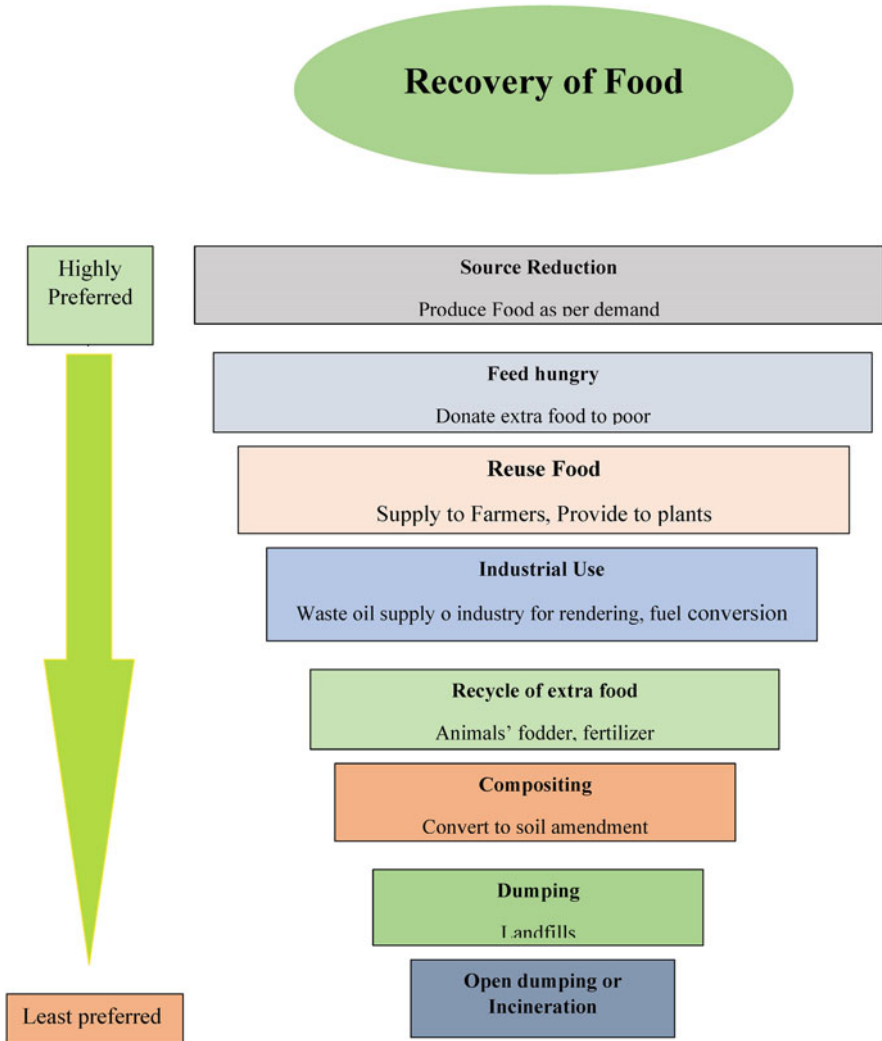 Recovery of Food
Highly
Preferred
Source Reduction
Produce Food as per demand
Feed hungry
Donate extra food to poor
Reuse Food
Supply to Farmers, Provide to plants
Industrial Use
Waste oil supply o industry for rendering, fuel conversion
Recycle of extra food
Animals’ fodder, fertilizer
Compositing
Convert to soil amendment
Dumping
Landfills
Open dumping or
Incineration
Least preferred